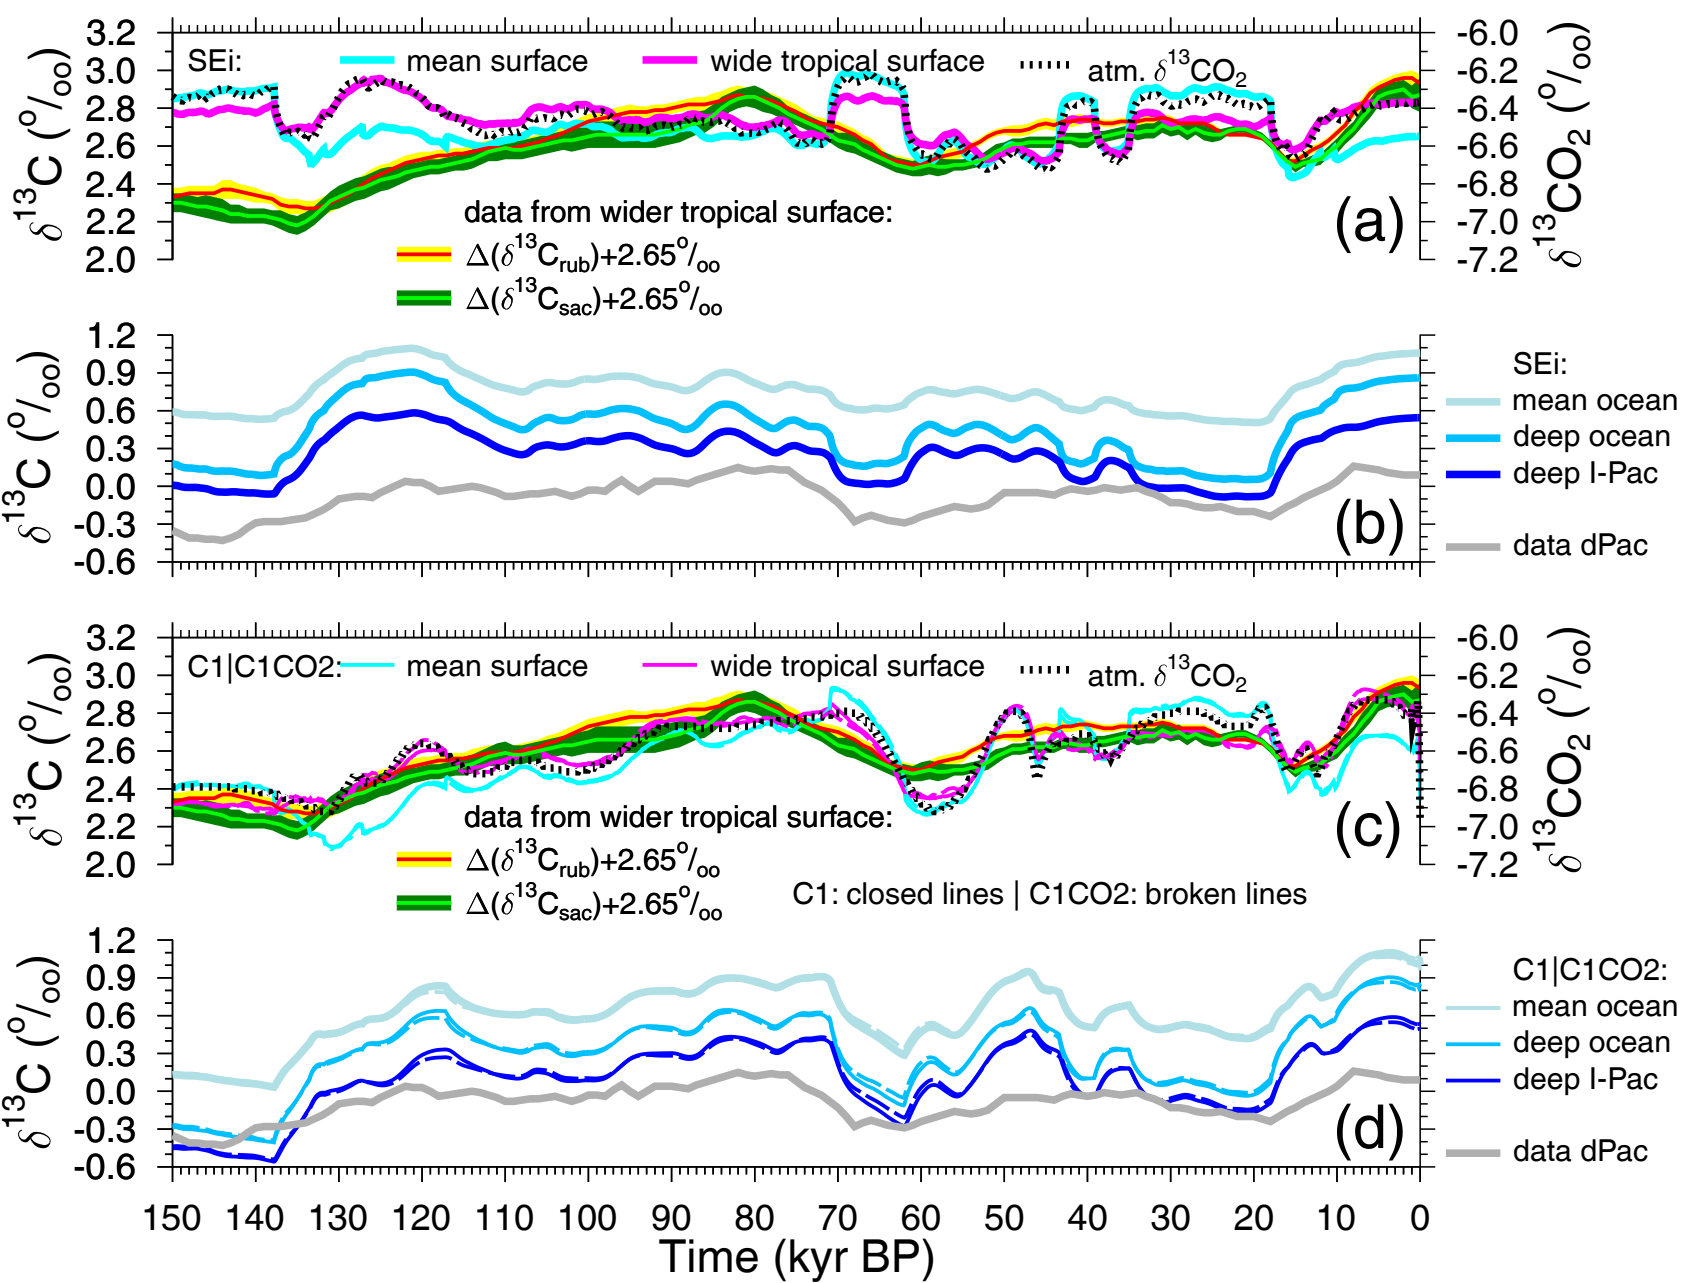 3.2
3.0
2.8
2.6
2.4
2.2
2.0
δ¹³C (º/ₒₒ)
SEi: mean surface wide tropical surface atm. δ¹³CO₂
data from wider tropical surface:
Δ(δ¹³C_rub)+2.65º/ₒₒ
Δ(δ¹³C_sac)+2.65º/ₒₒ
(a)
-6.0
-6.2
-6.4
-6.6
-6.8
-7.0
-7.2
δ¹³CO₂ (º/ₒₒ)
1.2
0.9
0.6
0.3
0.0
-0.3
-0.6
δ¹³C (º/ₒₒ)
(b)
SEi:
mean ocean
deep ocean
deep I-Pac
data dPac
3.2
3.0
2.8
2.6
2.4
2.2
2.0
δ¹³C (º/ₒₒ)
C1|C1CO2: mean surface wide tropical surface atm. δ¹³CO₂
data from wider tropical surface:
Δ(δ¹³C_rub)+2.65º/ₒₒ
Δ(δ¹³C_sac)+2.65º/ₒₒ
C1: closed lines | C1CO2: broken lines
(c)
-6.0
-6.2
-6.4
-6.6
-6.8
-7.0
-7.2
δ¹³CO₂ (º/ₒₒ)
1.2
0.9
0.6
0.3
0.0
-0.3
-0.6
δ¹³C (º/ₒₒ)
(d)
C1|C1CO2:
mean ocean
deep ocean
deep I-Pac
data dPac
150 140 130 120 110 100 90 80 70 60 50 40 30 20 10 0
Time (kyr BP)